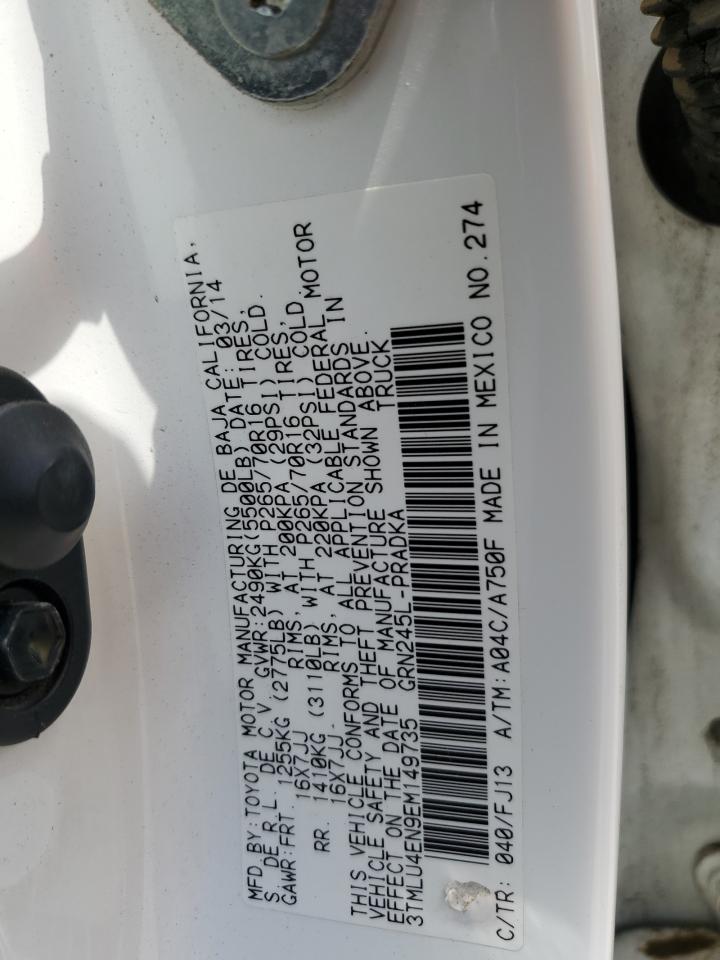 MFD.BY:TOYOTA MOTOR MANUFACTURING DE BAJA CALIFORNIA,
S. DE R.L. DE C.V. GVWR:2490KG(5500LB) DATE: 03/14
GAWR:FRT. 1255KG (2775LB) WITH P265/70R16 TIRES,
16X7JJ RIMS, AT 200KPA (29PSI) COLD.
RR. 1410KG (3110LB) WITH P265/70R16 TIRES,
16X7JJ RIMS, AT 220KPA (32PSI) COLD.
THIS VEHICLE CONFORMS TO ALL APPLICABLE FEDERAL MOTOR
VEHICLE SAFETY AND THEFT PREVENTION STANDARDS IN
EFFECT ON THE DATE OF MANUFACTURE SHOWN ABOVE.
3TMLU4EN9EM149735 GRN245L-PRADKA TRUCK
C/TR: 040/FJ13 A/TM:A04C/A750F MADE IN MEXICO NO.274